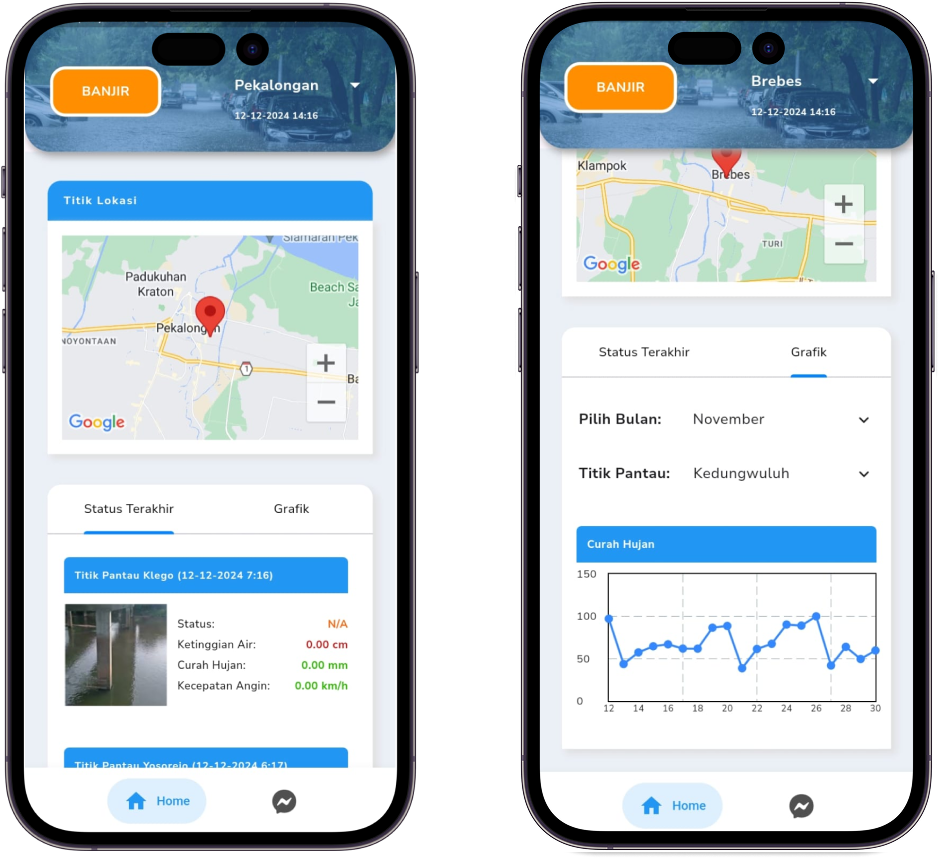 BANJIR
Pekalongan
12-12-2024 14:16
Titik Lokasi
Siamaran Pek
Padukuhan
Kraton
Beach Sa
Ja
Pekalongan
NOYONTAAN
1
Ba
+
−
Google
Status Terakhir Grafik
Titik Pantau Klego (12-12-2024 7:16)
Status: N/A
Ketinggian Air: 0.00 cm
Curah Hujan: 0.00 mm
Kecepatan Angin: 0.00 km/h
Titik Pantau Yosorejo (12-12-2024 6:17)
Home
BANJIR
Brebes
12-12-2024 14:16
Klampok
Brebes
TURI
+
−
Google
Status Terakhir Grafik
Pilih Bulan: November
Titik Pantau: Kedungwuluh
Curah Hujan
150
100
50
0
12 14 16 18 20 22 24 26 28 30
Home